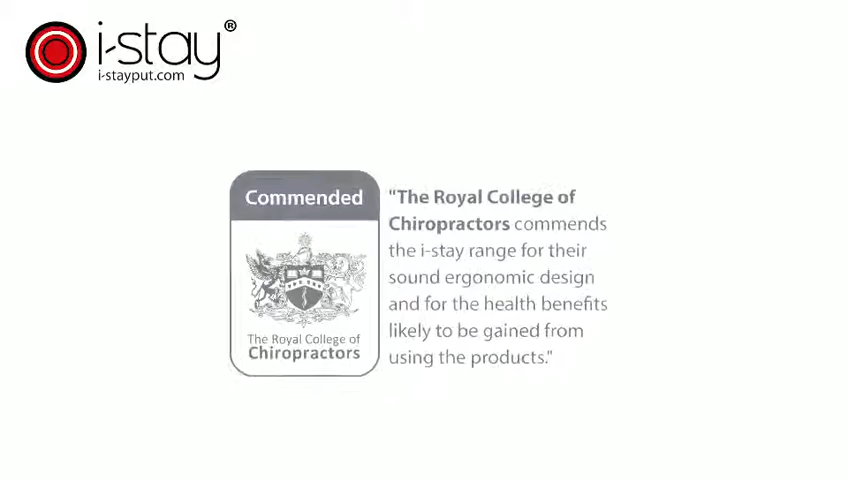 i-stay®
i-stayput.com
Commended
The Royal College of
Chiropractors
"The Royal College of
Chiropractors commends
the i-stay range for their
sound ergonomic design
and for the health benefits
likely to be gained from
using the products."